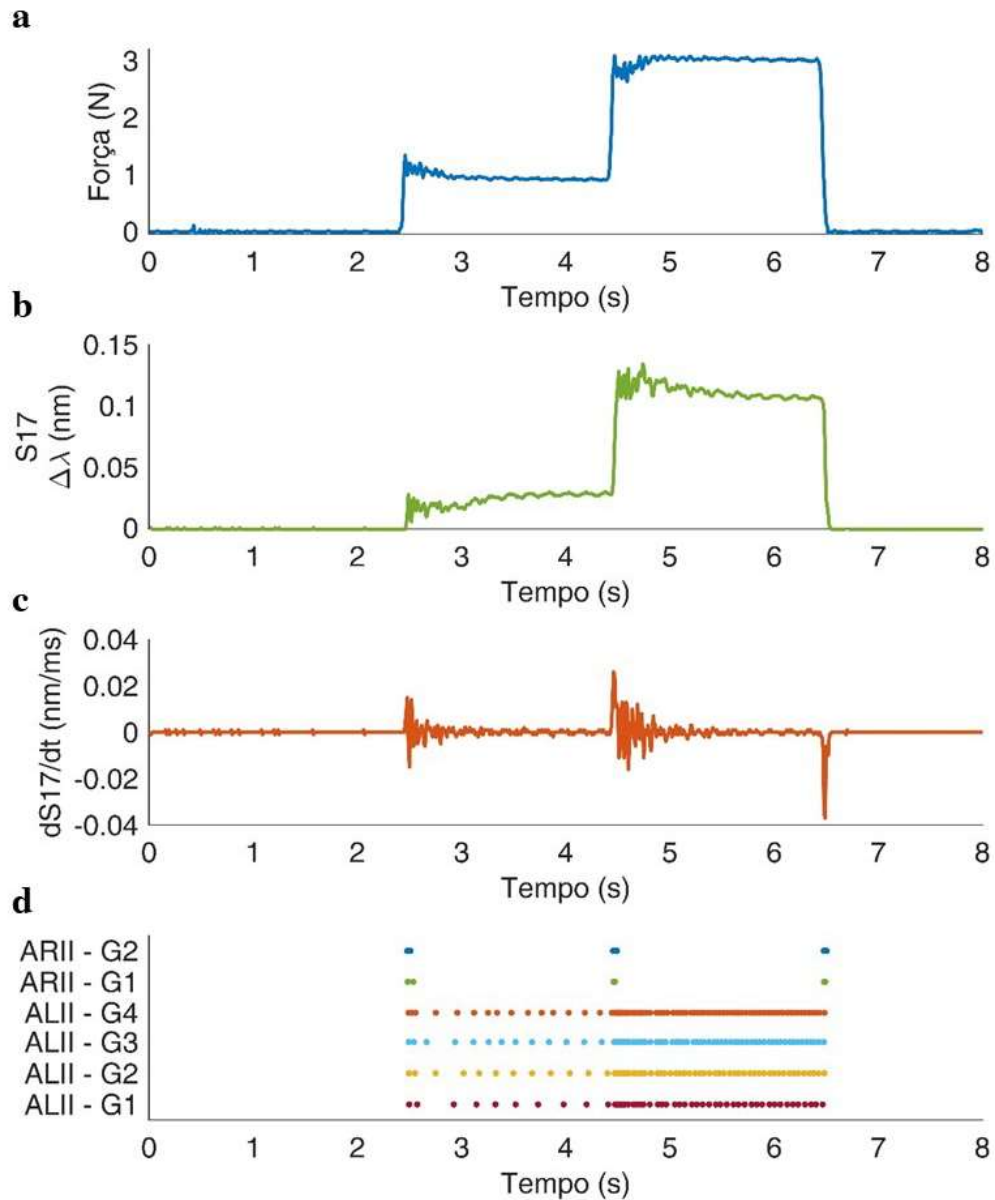 a
Força (N)
3
2
1
0
0 1 2 3 4 5 6 7 8
Tempo (s)
b
S17
Δλ (nm)
0.15
0.1
0.05
0
0 1 2 3 4 5 6 7 8
Tempo (s)
c
dS17/dt (nm/ms)
0.04
0.02
0
-0.02
-0.04
0 1 2 3 4 5 6 7 8
Tempo (s)
d
ARII - G2
ARII - G1
ALII - G4
ALII - G3
ALII - G2
ALII - G1
0 1 2 3 4 5 6 7 8
Tempo (s)